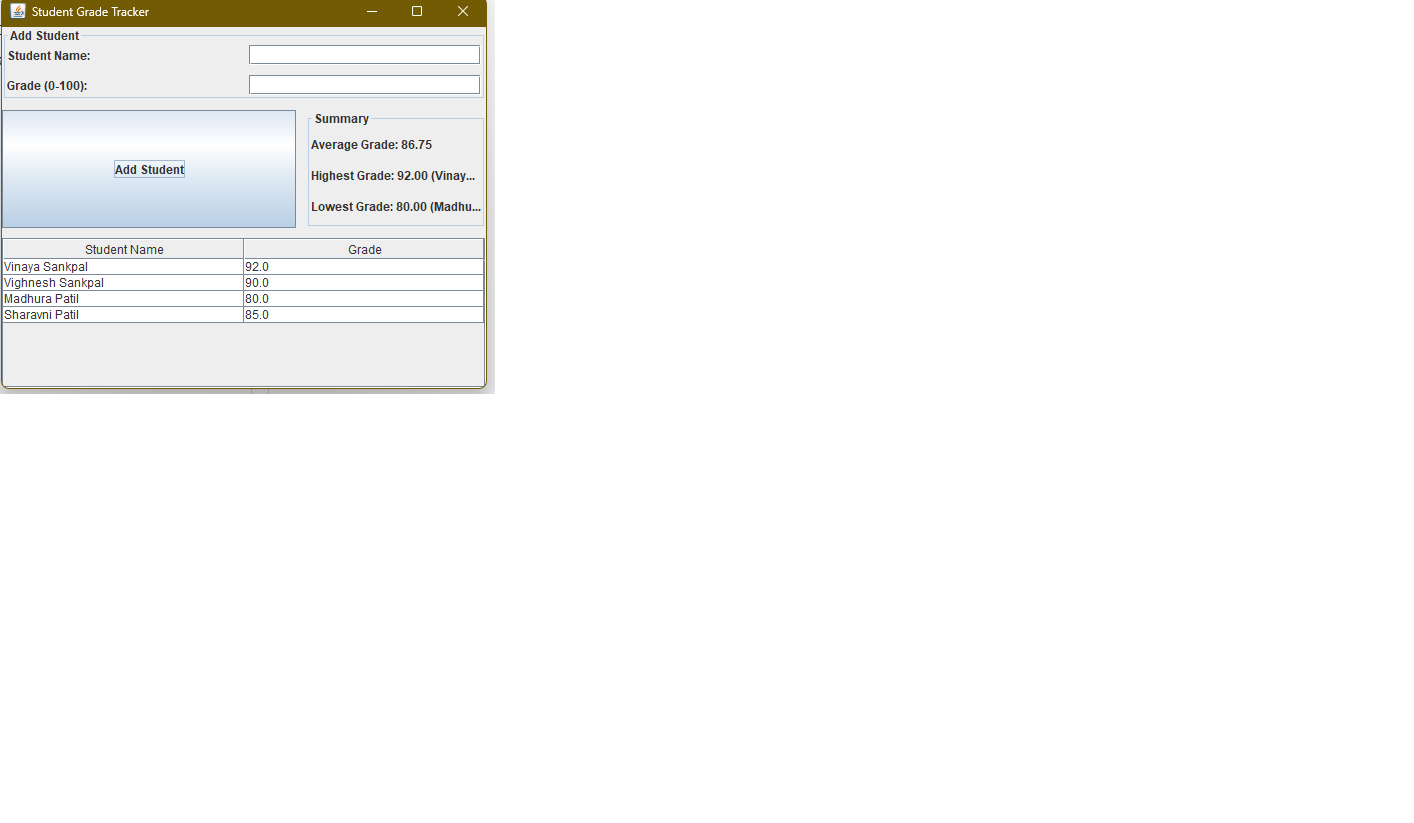 Student Grade Tracker
Add Student
Student Name:
Grade (0-100):
Add Student
Summary
Average Grade: 86.75
Highest Grade: 92.00 (Vinay...
Lowest Grade: 80.00 (Madhu...
Student Name Grade
Vinaya Sankpal 92.0
Vighnesh Sankpal 90.0
Madhura Patil 80.0
Sharavni Patil 85.0